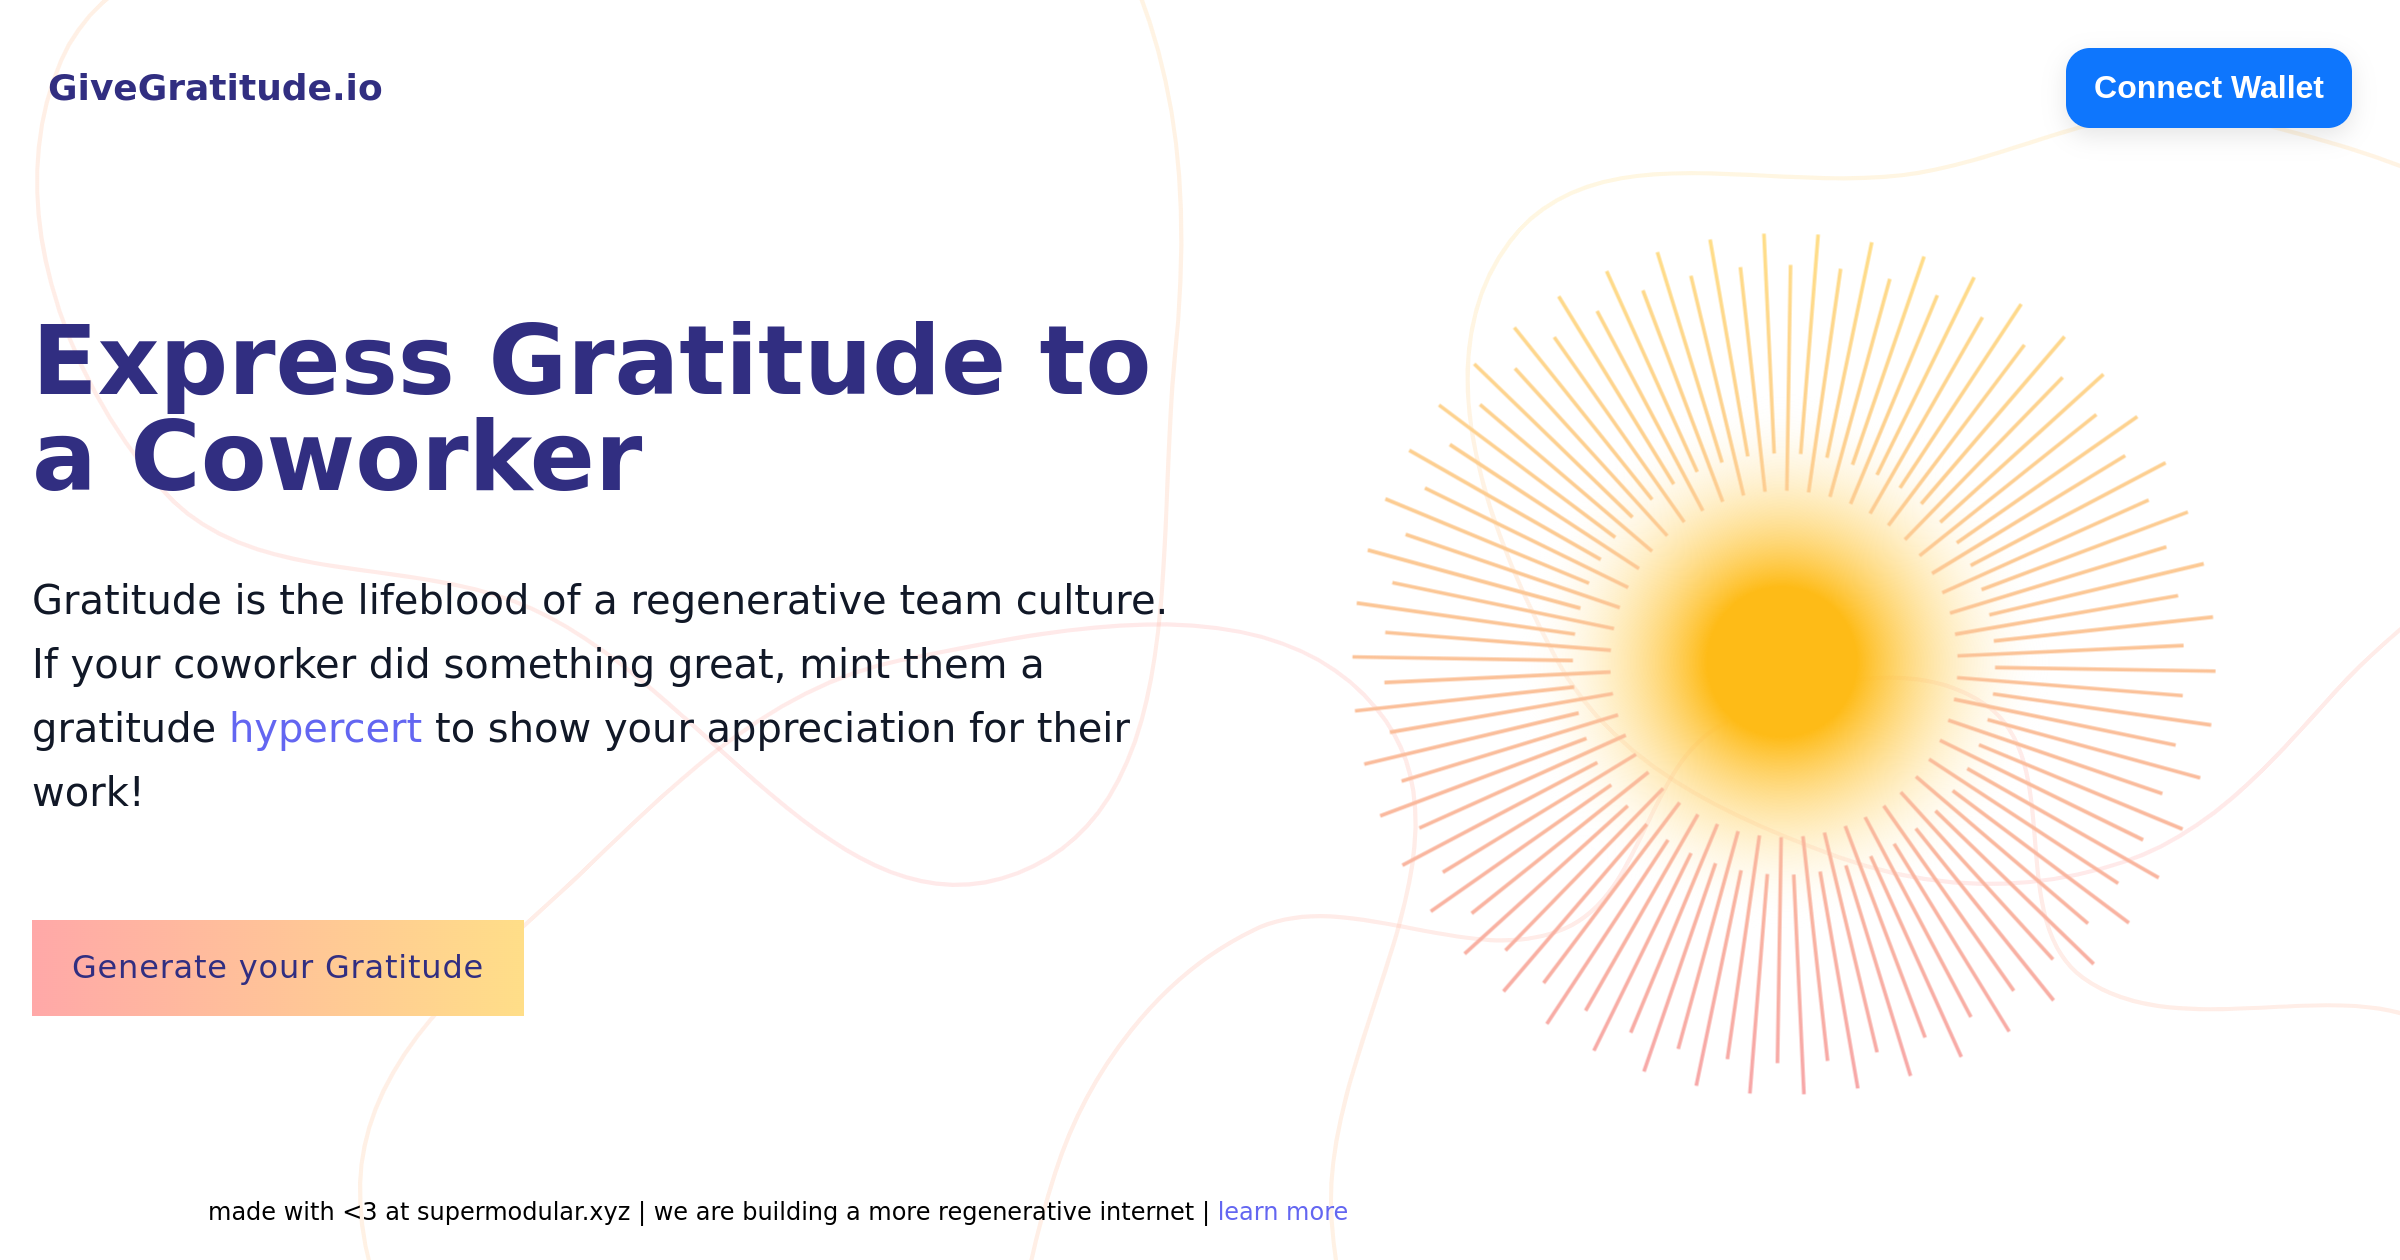 GiveGratitude.io
Connect Wallet
Express Gratitude to
a Coworker
Gratitude is the lifeblood of a regenerative team culture.
If your coworker did something great, mint them a
gratitude hypercert to show your appreciation for their
work!
Generate your Gratitude
made with <3 at supermodular.xyz | we are building a more regenerative internet | learn more